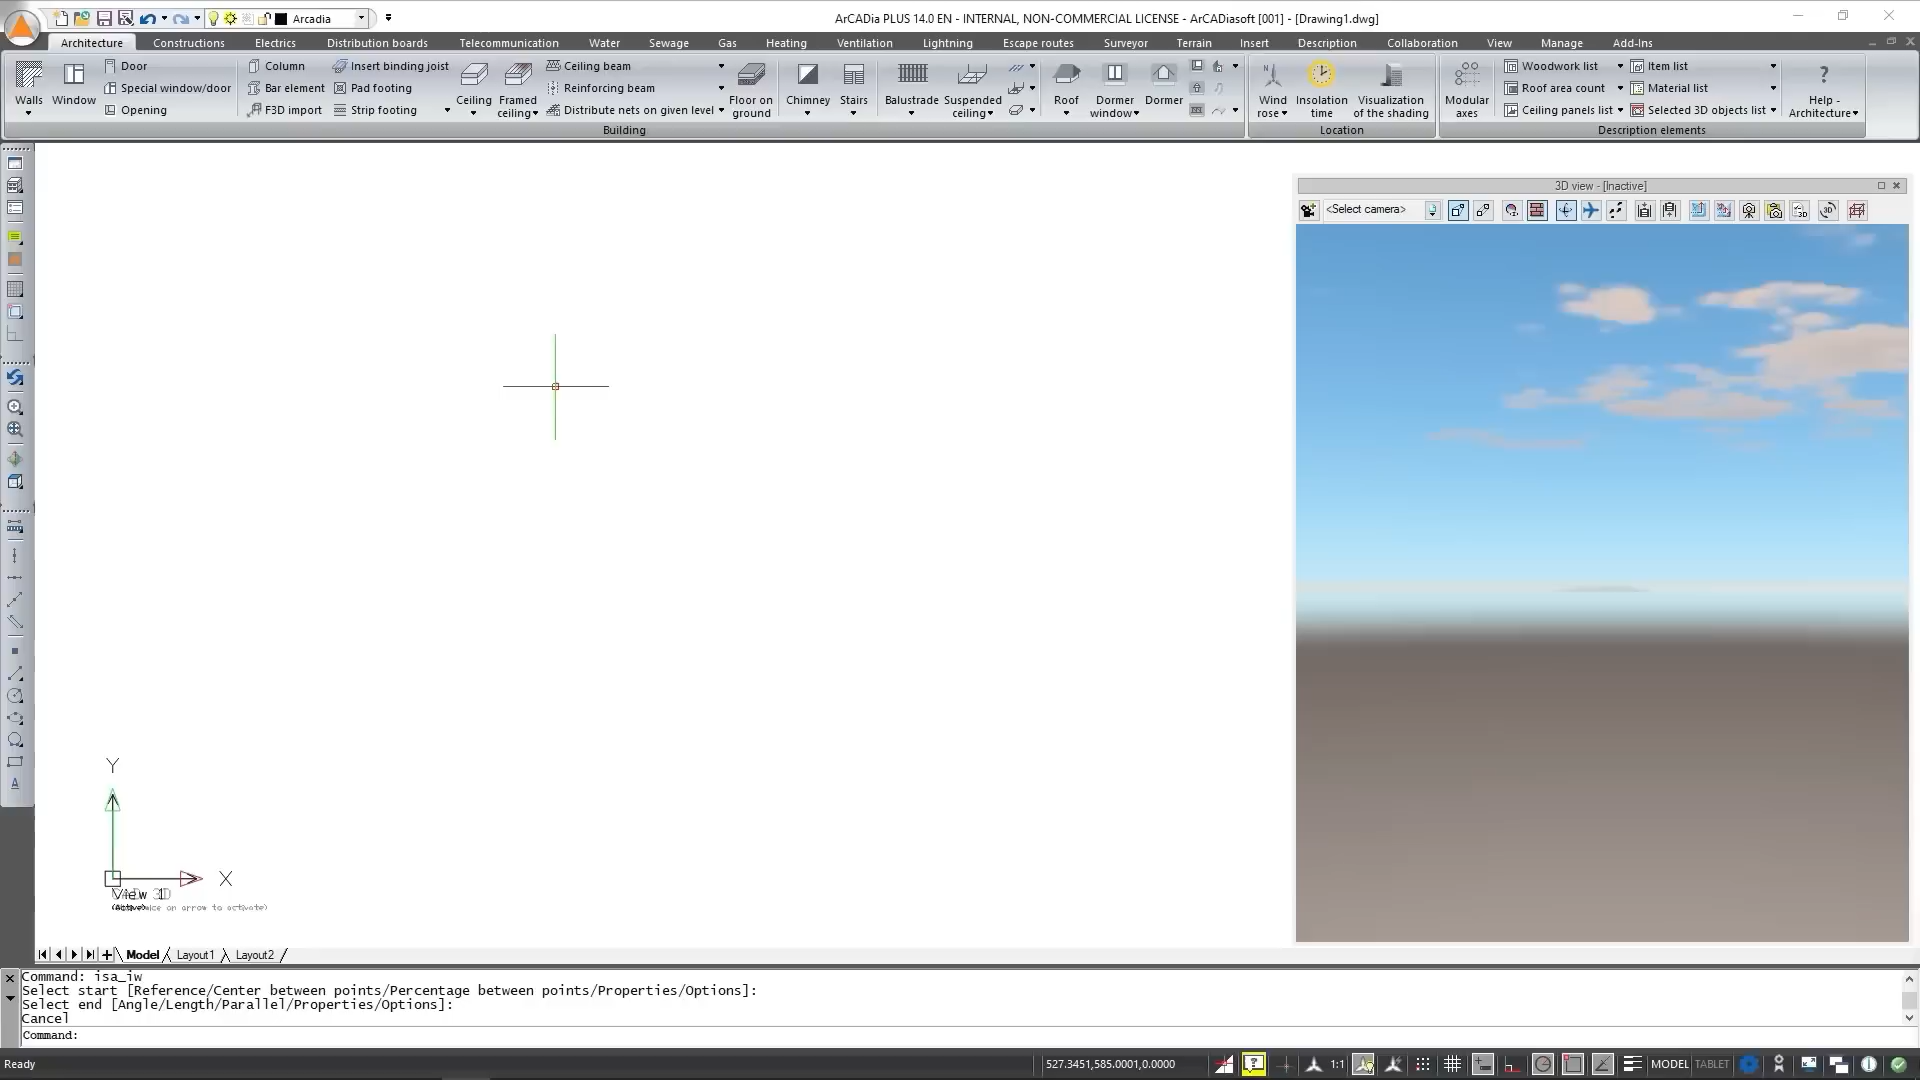 Arcadia
ArCADia PLUS 14.0 EN - INTERNAL, NON-COMMERCIAL LICENSE - ArCADiasoft [001] - [Drawing1.dwg]
Architecture Constructions Electrics Distribution boards Telecommunication Water Sewage Gas Heating Ventilation Lightning Escape routes Surveyor Terrain Insert Description Collaboration View Manage Add-Ins
Door Column Insert binding joist Ceiling beam Woodwork list Item list
Special window/door Bar element Pad footing Reinforcing beam Roof area count Material list
Opening F3D import Strip footing Distribute nets on given level Ceiling panels list Selected 3D objects list
Walls Window Ceiling Framed ceiling Floor on ground Chimney Stairs Balustrade Suspended ceiling Roof Dormer window Dormer Wind rose Insolation time Visualization of the shading Modular axes Help - Architecture
Building Location Description elements
3D view - [Inactive]
<Select camera>
Y
X
View 1
Model Layout1 Layout2
Command: isa_iw
Select start [Reference/Center between points/Percentage between points/Properties/Options]:
Select end [Angle/Length/Parallel/Properties/Options]:
Cancel
Command:
Ready 527.3451,585.0001,0.0000 1:1 MODEL TABLET